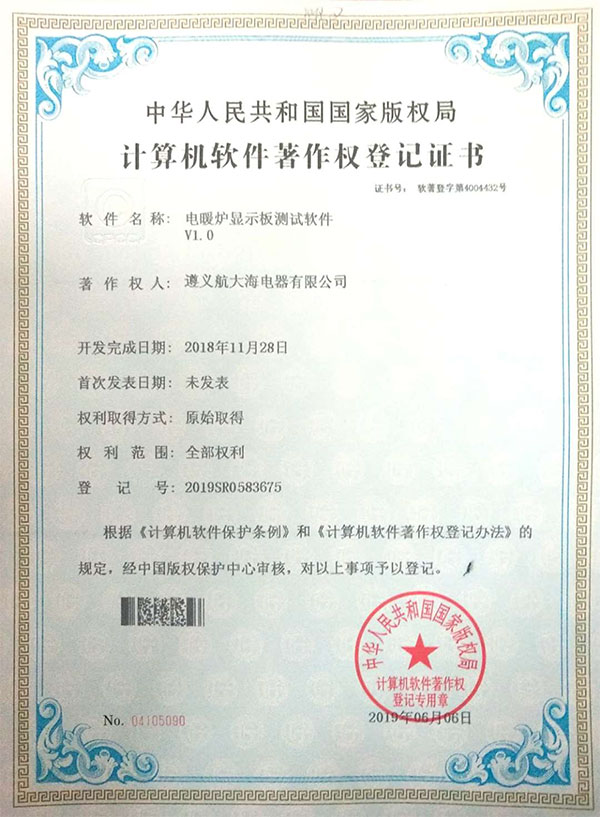 中华人民共和国国家版权局
计算机软件著作权登记证书
证书号： 软著登字第4004432号
软件名称： 电暖炉显示板测试软件
V1.0
著作权人： 遵义航大海电器有限公司
开发完成日期： 2018年11月28日
首次发表日期： 未发表
权利取得方式： 原始取得
权利范围： 全部权利
登记号： 2019SR0583675
根据《计算机软件保护条例》和《计算机软件著作权登记办法》的
规定，经中国版权保护中心审核，对以上事项予以登记。
中华人民共和国国家版权局
计算机软件著作权
登记专用章
No. 04105090
2019年06月06日